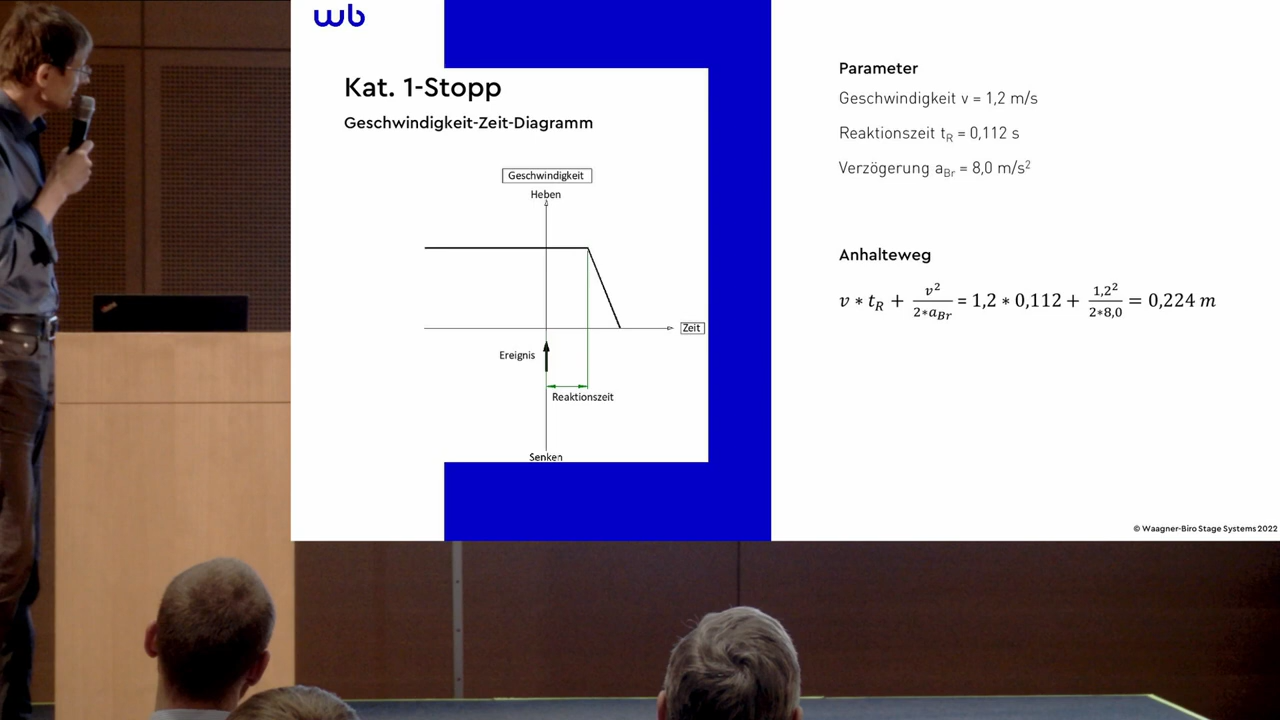 wb
Kat. 1-Stopp
Geschwindigkeit-Zeit-Diagramm
Geschwindigkeit
Heben
Zeit
Ereignis
Reaktionszeit
Senken
Parameter
Geschwindigkeit v = 1,2 m/s
Reaktionszeit t_R = 0,112 s
Verzögerung a_Br = 8,0 m/s²
Anhalteweg
v * t_R + v²/(2*a_Br) = 1,2 * 0,112 + 1,2²/(2*8,0) = 0,224 m
© Waagner-Biro Stage Systems 2022